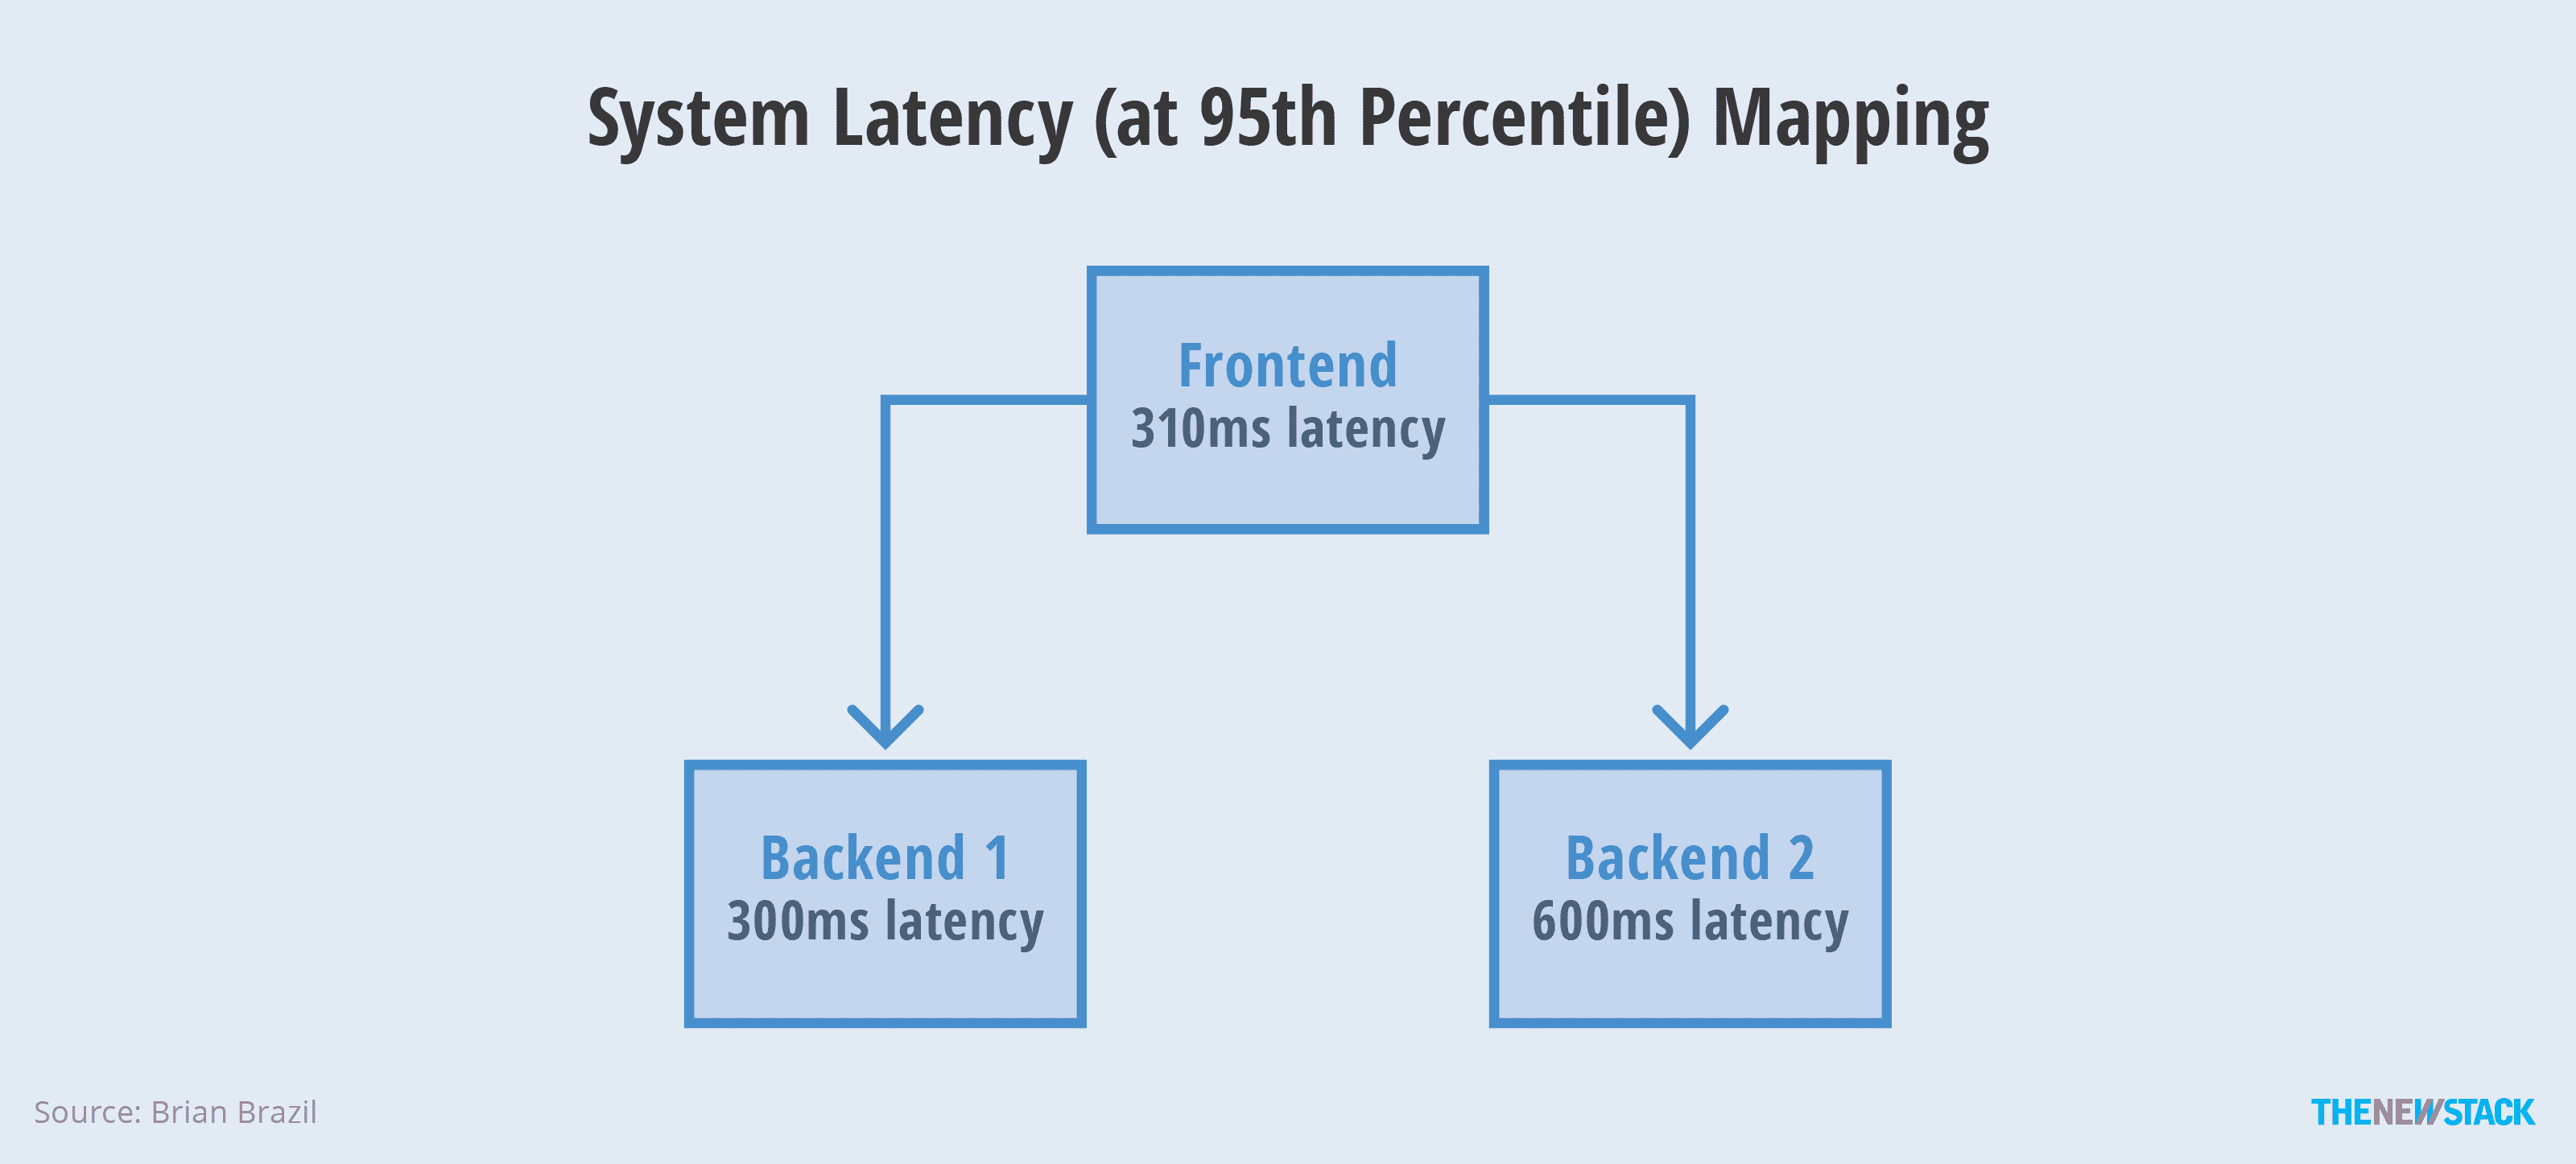 System Latency (at 95th Percentile) Mapping
Frontend
310ms latency
Backend 1
300ms latency
Backend 2
600ms latency
Source: Brian Brazil
THENEWSTACK